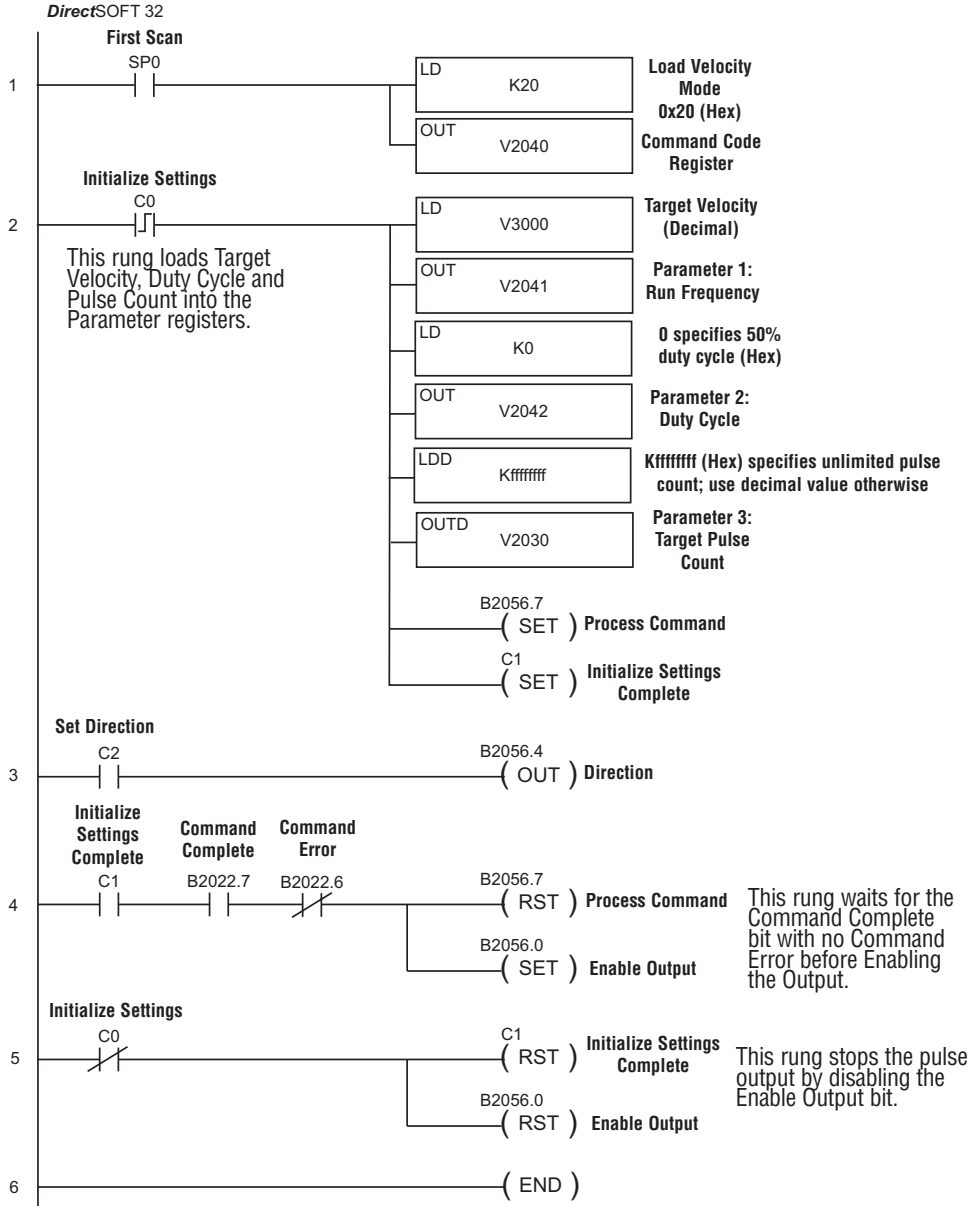 DirectSOFT 32
First Scan
SP0
1
LD
K20
Load Velocity
Mode
0x20 (Hex)
OUT
V2040
Command Code
Register
Initialize Settings
C0
2
This rung loads Target
Velocity, Duty Cycle and
Pulse Count into the
Parameter registers.
LD
V3000
Target Velocity
(Decimal)
OUT
V2041
Parameter 1:
Run Frequency
LD
K0
0 specifies 50%
duty cycle (Hex)
OUT
V2042
Parameter 2:
Duty Cycle
LDD
Kffffffff
Kffffffff (Hex) specifies unlimited pulse
count; use decimal value otherwise
OUTD
V2030
Parameter 3:
Target Pulse
Count
B2056.7
( SET ) Process Command
C1
( SET ) Initialize Settings
Complete
Set Direction
C2
3
B2056.4
( OUT ) Direction
Initialize
Settings
Complete
C1
Command
Complete
B2022.7
Command
Error
B2022.6
4
B2056.7
( RST ) Process Command
B2056.0
( SET ) Enable Output
This rung waits for the
Command Complete
bit with no Command
Error before Enabling
the Output.
Initialize Settings
C0
5
C1
( RST ) Initialize Settings
Complete
B2056.0
( RST ) Enable Output
This rung stops the pulse
output by disabling the
Enable Output bit.
6
( END )